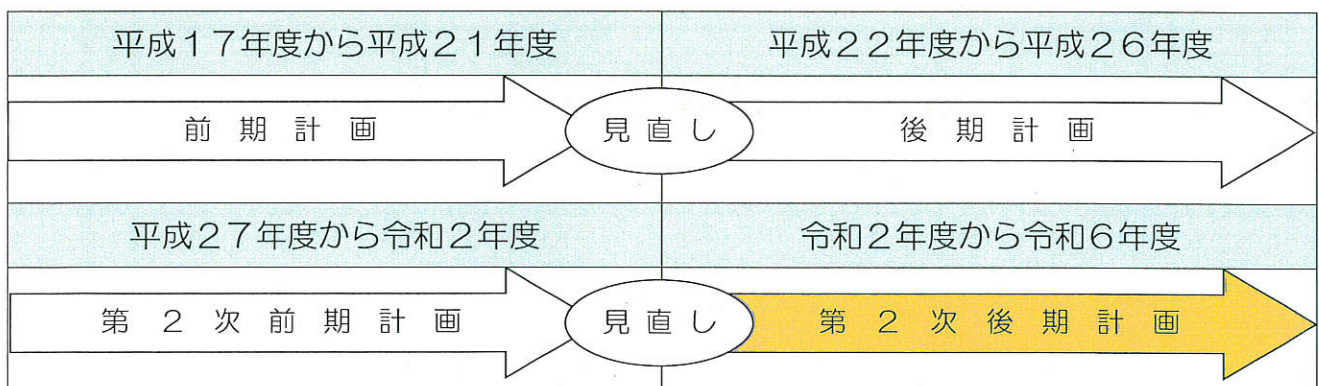 平成17年度から平成21年度
平成22年度から平成26年度
前期計画
見直し
後期計画
平成27年度から令和2年度
令和2年度から令和6年度
第2次前期計画
見直し
第2次後期計画